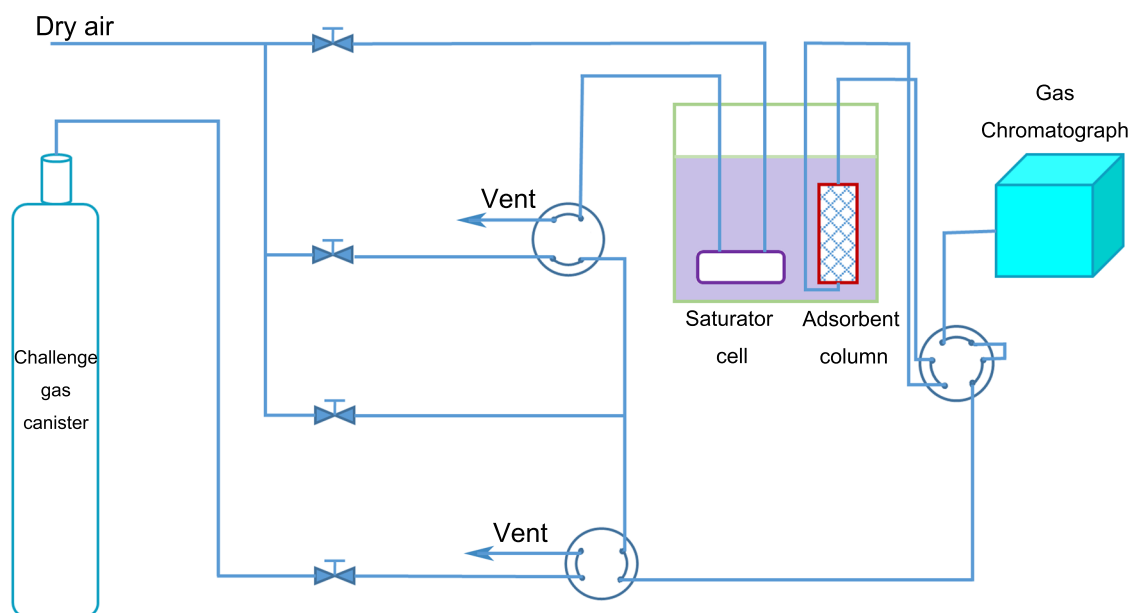 Dry air
Gas
Chromatograph
Vent
Saturator
cell
Adsorbent
column
Challenge
gas
canister
Vent